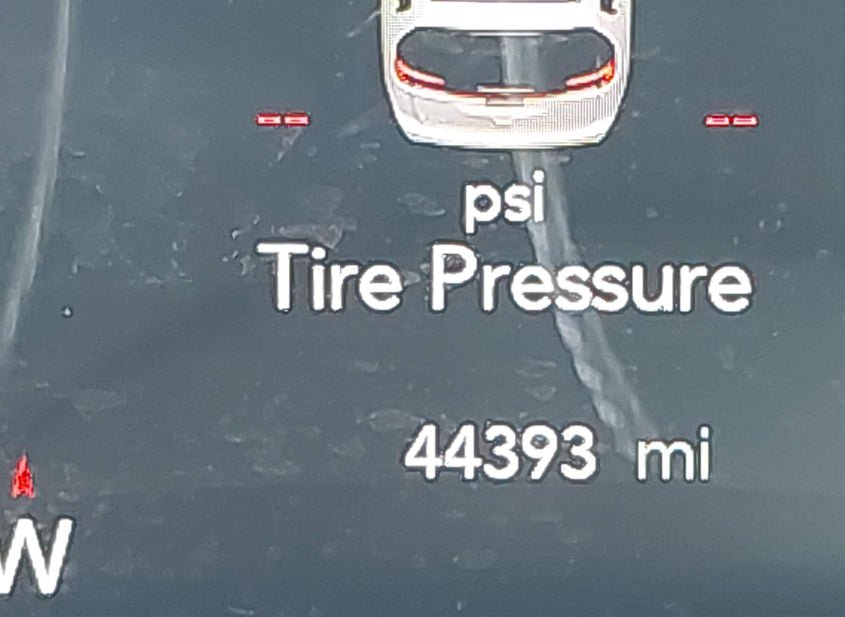 -- --
psi
Tire Pressure
44393 mi
W